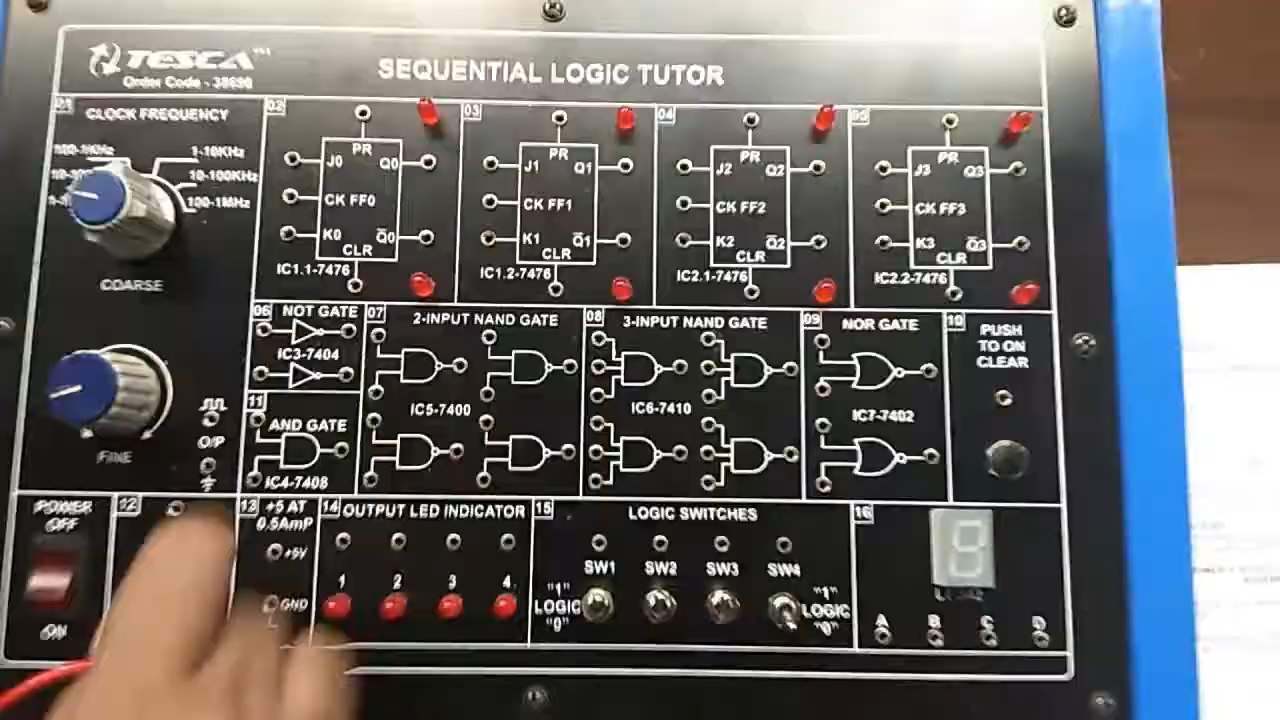 TESCA
Order Code - 38690
SEQUENTIAL LOGIC TUTOR
01
CLOCK FREQUENCY
100-1KHz
1-10KHz
10-100KHz
100-1MHz
COARSE
FINE
O/P
02
PR
J0
Q0
CK FF0
K0
Q̅0
CLR
IC1.1-7476
03
PR
J1
Q1
CK FF1
K1
Q̅1
CLR
IC1.2-7476
04
PR
J2
Q2
CK FF2
K2
Q̅2
CLR
IC2.1-7476
05
PR
J3
Q3
CK FF3
K3
Q̅3
CLR
IC2.2-7476
06
NOT GATE
IC3-7404
07
2-INPUT NAND GATE
IC5-7400
08
3-INPUT NAND GATE
IC6-7410
09
NOR GATE
IC7-7402
10
PUSH
TO ON
CLEAR
11
AND GATE
IC4-7408
POWER
OFF
ON
12
13
+5 AT
0.5AmP
+5V
GND
14
OUTPUT LED INDICATOR
1 2 3 4
15
LOGIC SWITCHES
SW1 SW2 SW3 SW4
"1"
LOGIC
"0"
"1"
LOGIC
"0"
16
A B C D